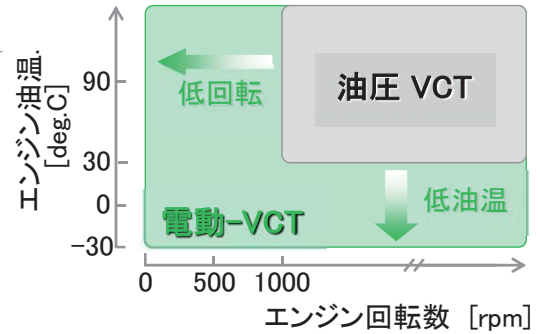 エンジン油温.
[deg.C]
90
30
0
-30
低回転
油圧 VCT
低油温
電動-VCT
0 500 1000
エンジン回転数 [rpm]